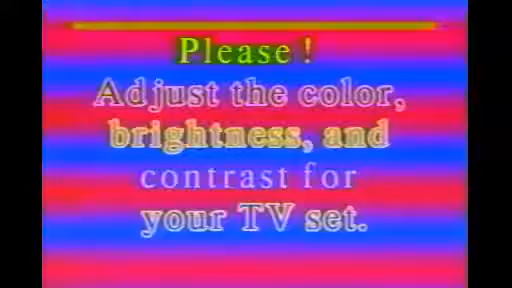 Please !
Adjust the color,
brightness, and
contrast for
your TV set.